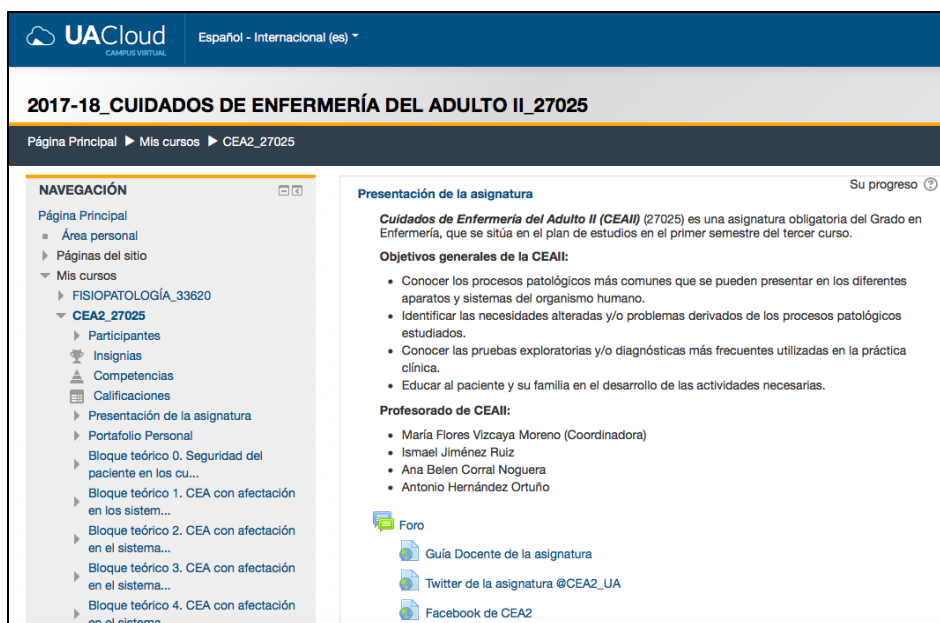 UACloud
CAMPUS VIRTUAL
Español - Internacional (es)
2017-18_CUIDADOS DE ENFERMERÍA DEL ADULTO II_27025
Página Principal ▶ Mis cursos ▶ CEA2_27025
NAVEGACIÓN
Página Principal
Área personal
Páginas del sitio
Mis cursos
FISIOPATOLOGÍA_33620
CEA2_27025
Participantes
Insignias
Competencias
Calificaciones
Presentación de la asignatura
Portafolio Personal
Bloque teórico 0. Seguridad del
paciente en los cu...
Bloque teórico 1. CEA con afectación
en los sistem...
Bloque teórico 2. CEA con afectación
en el sistema...
Bloque teórico 3. CEA con afectación
en el sistema...
Bloque teórico 4. CEA con afectación
en el sistema
Su progreso
Presentación de la asignatura
Cuidados de Enfermería del Adulto II (CEAII) (27025) es una asignatura obligatoria del Grado en
Enfermería, que se sitúa en el plan de estudios en el primer semestre del tercer curso.
Objetivos generales de la CEAII:
• Conocer los procesos patológicos más comunes que se pueden presentar en los diferentes
aparatos y sistemas del organismo humano.
• Identificar las necesidades alteradas y/o problemas derivados de los procesos patológicos
estudiados.
• Conocer las pruebas exploratorias y/o diagnósticas más frecuentes utilizadas en la práctica
clínica.
• Educar al paciente y su familia en el desarrollo de las actividades necesarias.
Profesorado de CEAII:
• María Flores Vizcaya Moreno (Coordinadora)
• Ismael Jiménez Ruiz
• Ana Belen Corral Noguera
• Antonio Hernández Ortuño
Foro
Guía Docente de la asignatura
Twitter de la asignatura @CEA2_UA
Facebook de CEA2